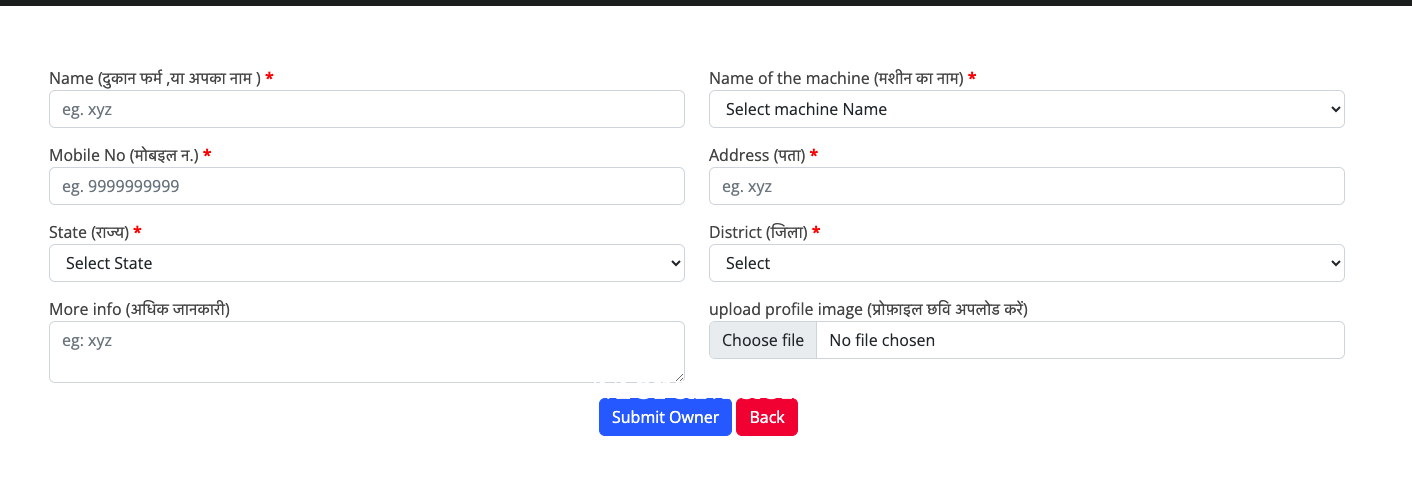 Name (दुकान फर्म ,या अपका नाम ) *
Name of the machine (मशीन का नाम) *
eg. xyz
Select machine Name
Mobile No (मोबइल न.) *
Address (पता) *
eg. 9999999999
eg. xyz
State (राज्य) *
District (जिला) *
Select State
Select
More info (अधिक जानकारी)
upload profile image (प्रोफ़ाइल छवि अपलोड करें)
eg: xyz
Choose file No file chosen
Submit Owner Back